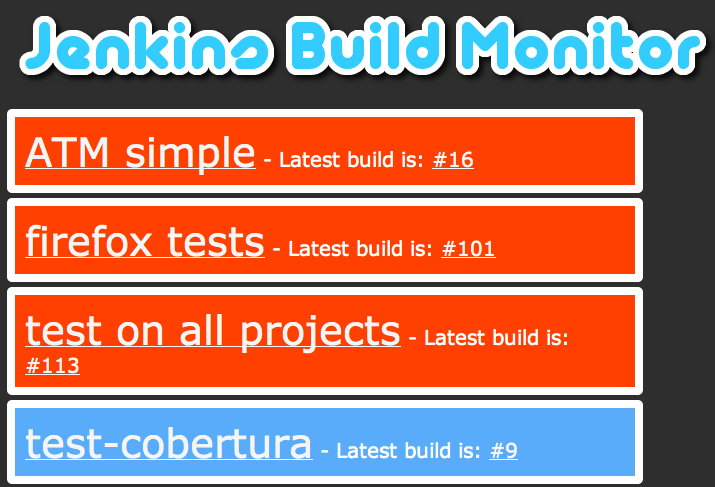 Jenkins Build Monitor
ATM simple - Latest build is: #16
firefox tests - Latest build is: #101
test on all projects - Latest build is:
#113
test-cobertura - Latest build is: #9